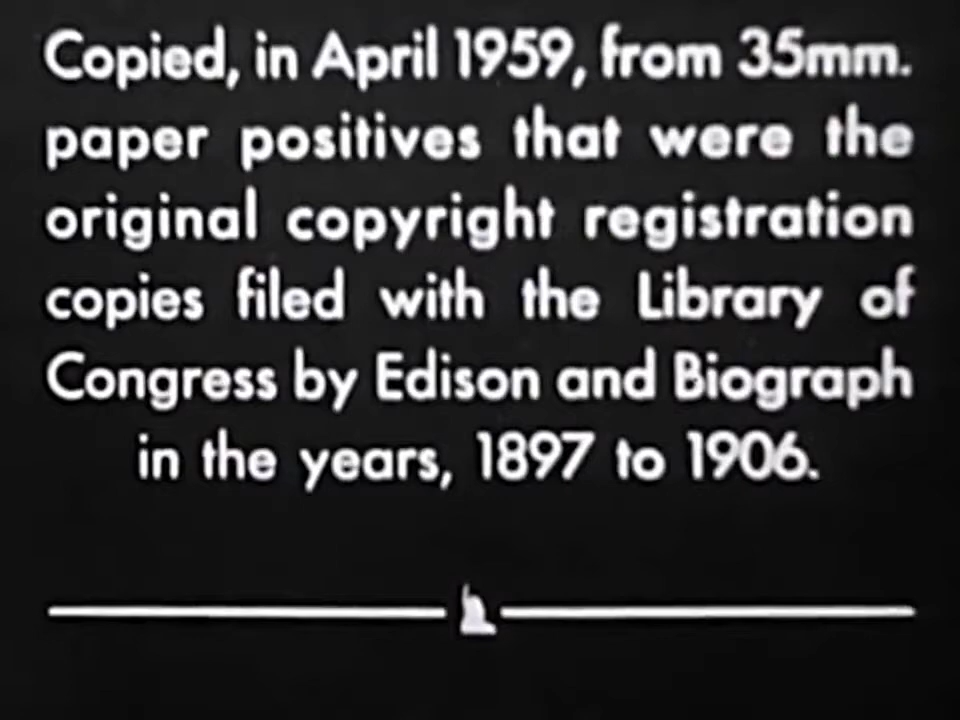 Copied, in April 1959, from 35mm.
paper positives that were the
original copyright registration
copies filed with the Library of
Congress by Edison and Biograph
in the years, 1897 to 1906.